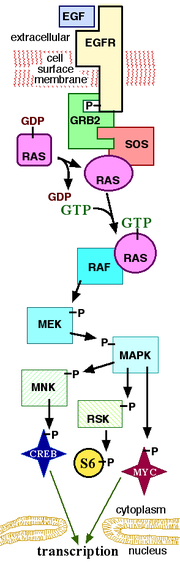 EGF
EGFR
extracellular
cell
surface
membrane
P
GRB2
SOS
GDP
RAS
RAS
GDP
GTP
GTP
RAS
RAF
MEK
P
P
MAPK
MNK
P
RSK
P
P
CREB
S6
P
P
MYC
cytoplasm
transcription
nucleus